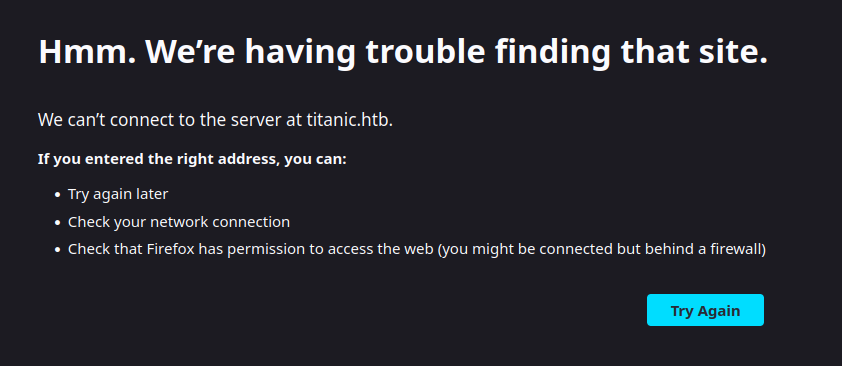 Hmm. We’re having trouble finding that site.
We can’t connect to the server at titanic.htb.
If you entered the right address, you can:
• Try again later
• Check your network connection
• Check that Firefox has permission to access the web (you might be connected but behind a firewall)
Try Again